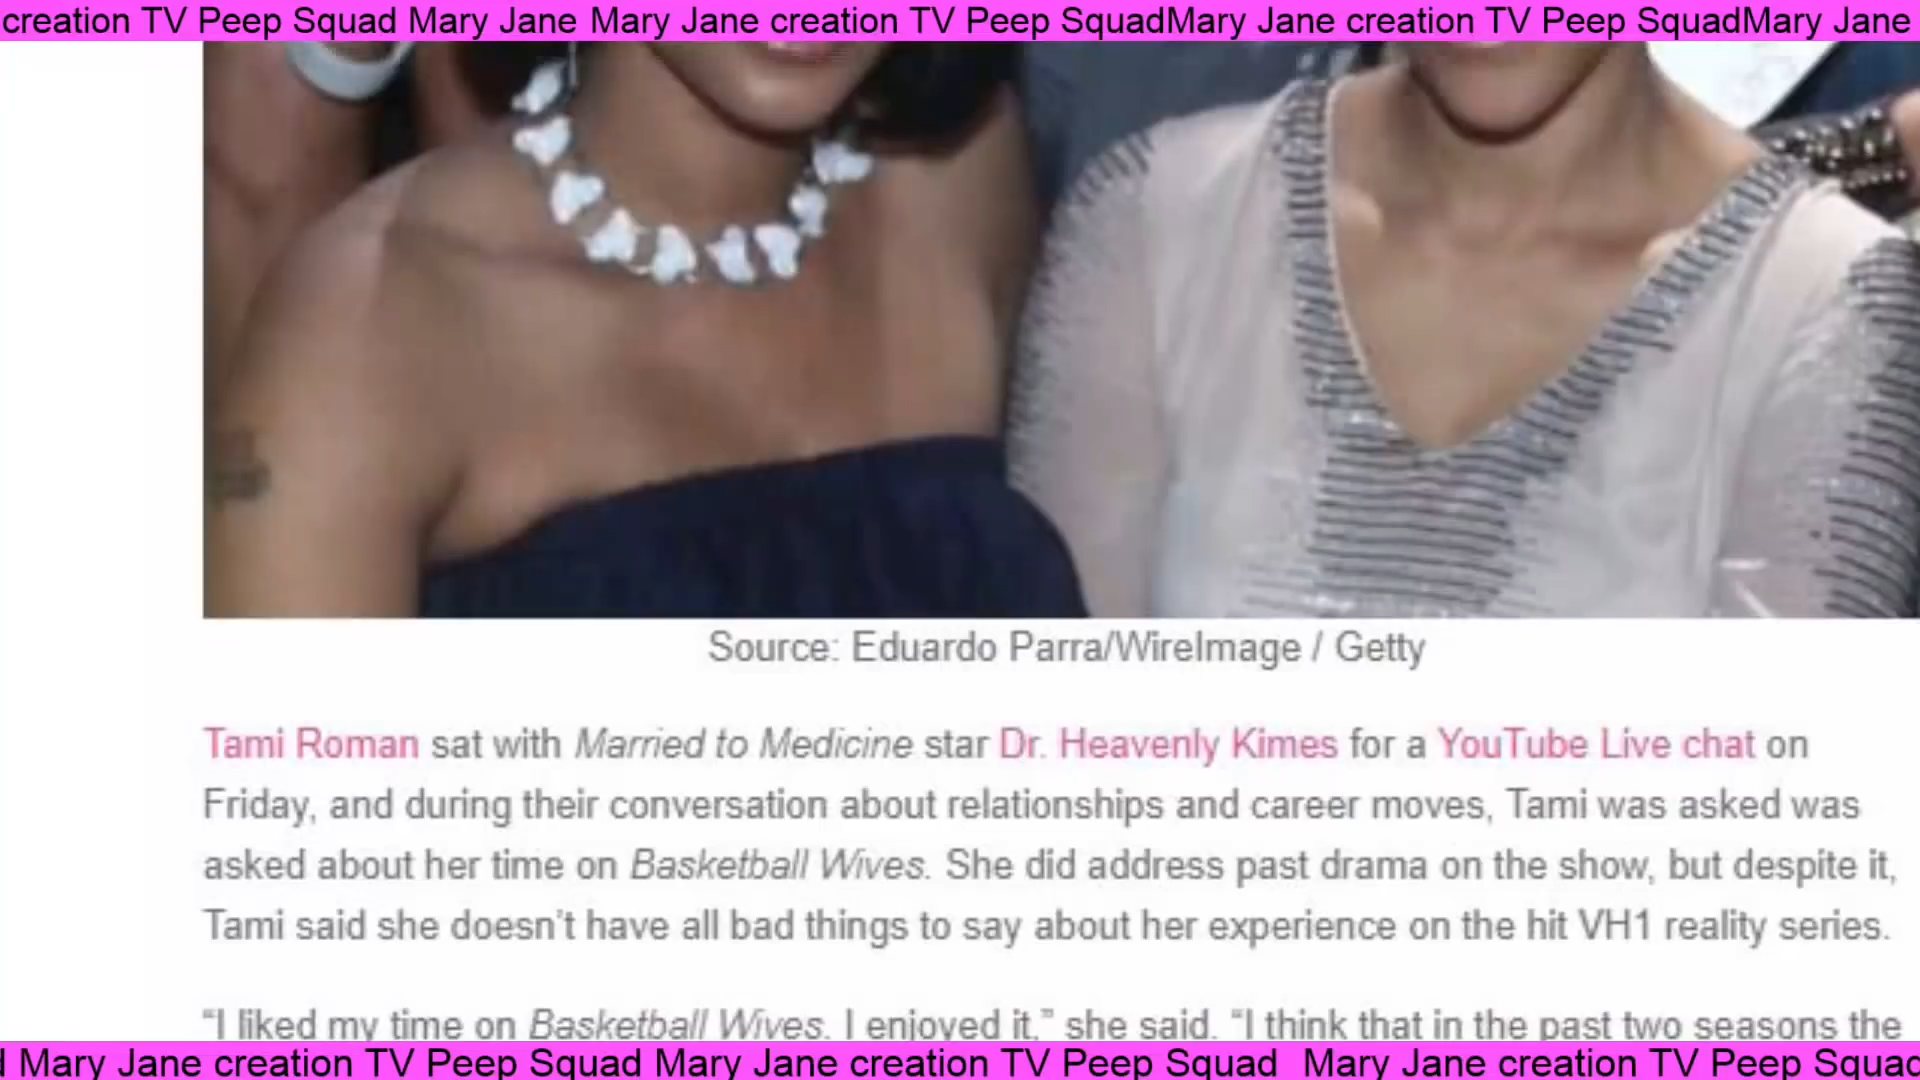 creation TV Peep Squad Mary Jane Mary Jane creation TV Peep SquadMary Jane creation TV Peep SquadMary Jane
Source: Eduardo Parra/WireImage / Getty
Tami Roman sat with Married to Medicine star Dr. Heavenly Kimes for a YouTube Live chat on
Friday, and during their conversation about relationships and career moves, Tami was asked was
asked about her time on Basketball Wives. She did address past drama on the show, but despite it,
Tami said she doesn’t have all bad things to say about her experience on the hit VH1 reality series.
“I liked my time on Basketball Wives. I enjoyed it,” she said. “I think that in the past two seasons the
d Mary Jane creation TV Peep Squad Mary Jane creation TV Peep Squad Mary Jane creation TV Peep Squad